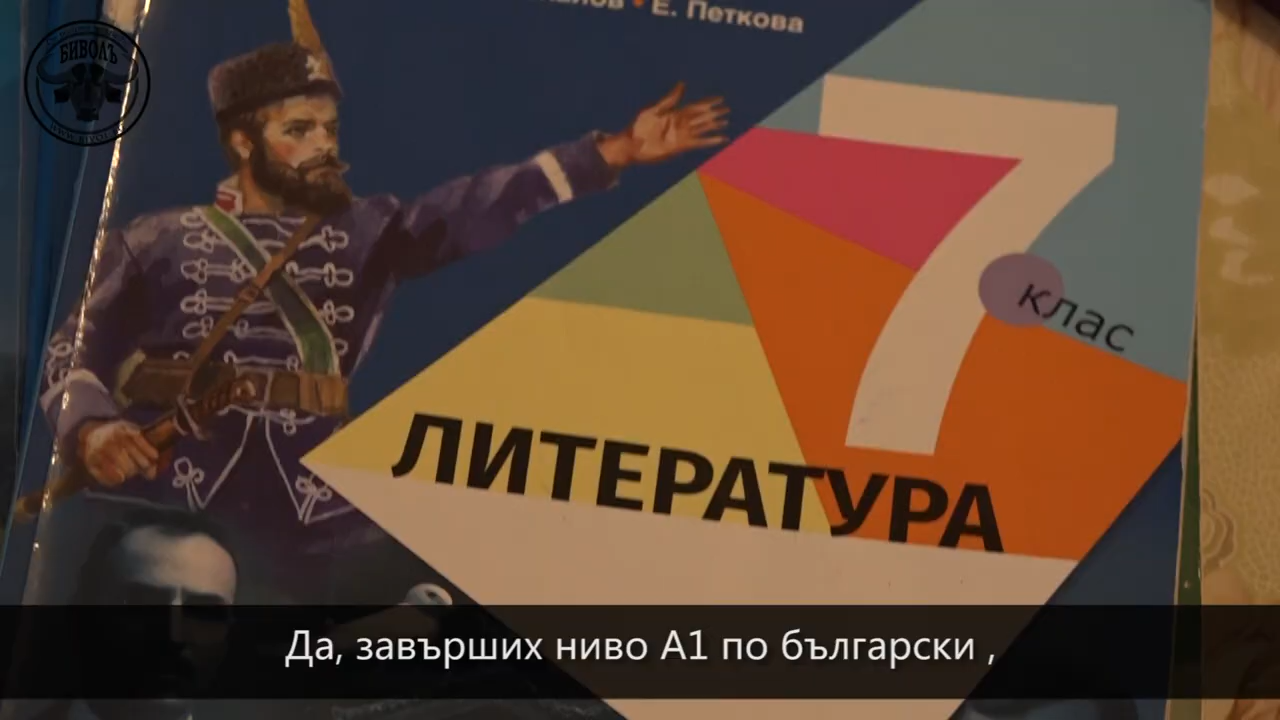 БИВОЛЪ
Е. Петкова
7
клас
ЛИТЕРАТУРА
Да, завърших ниво А1 по български ,